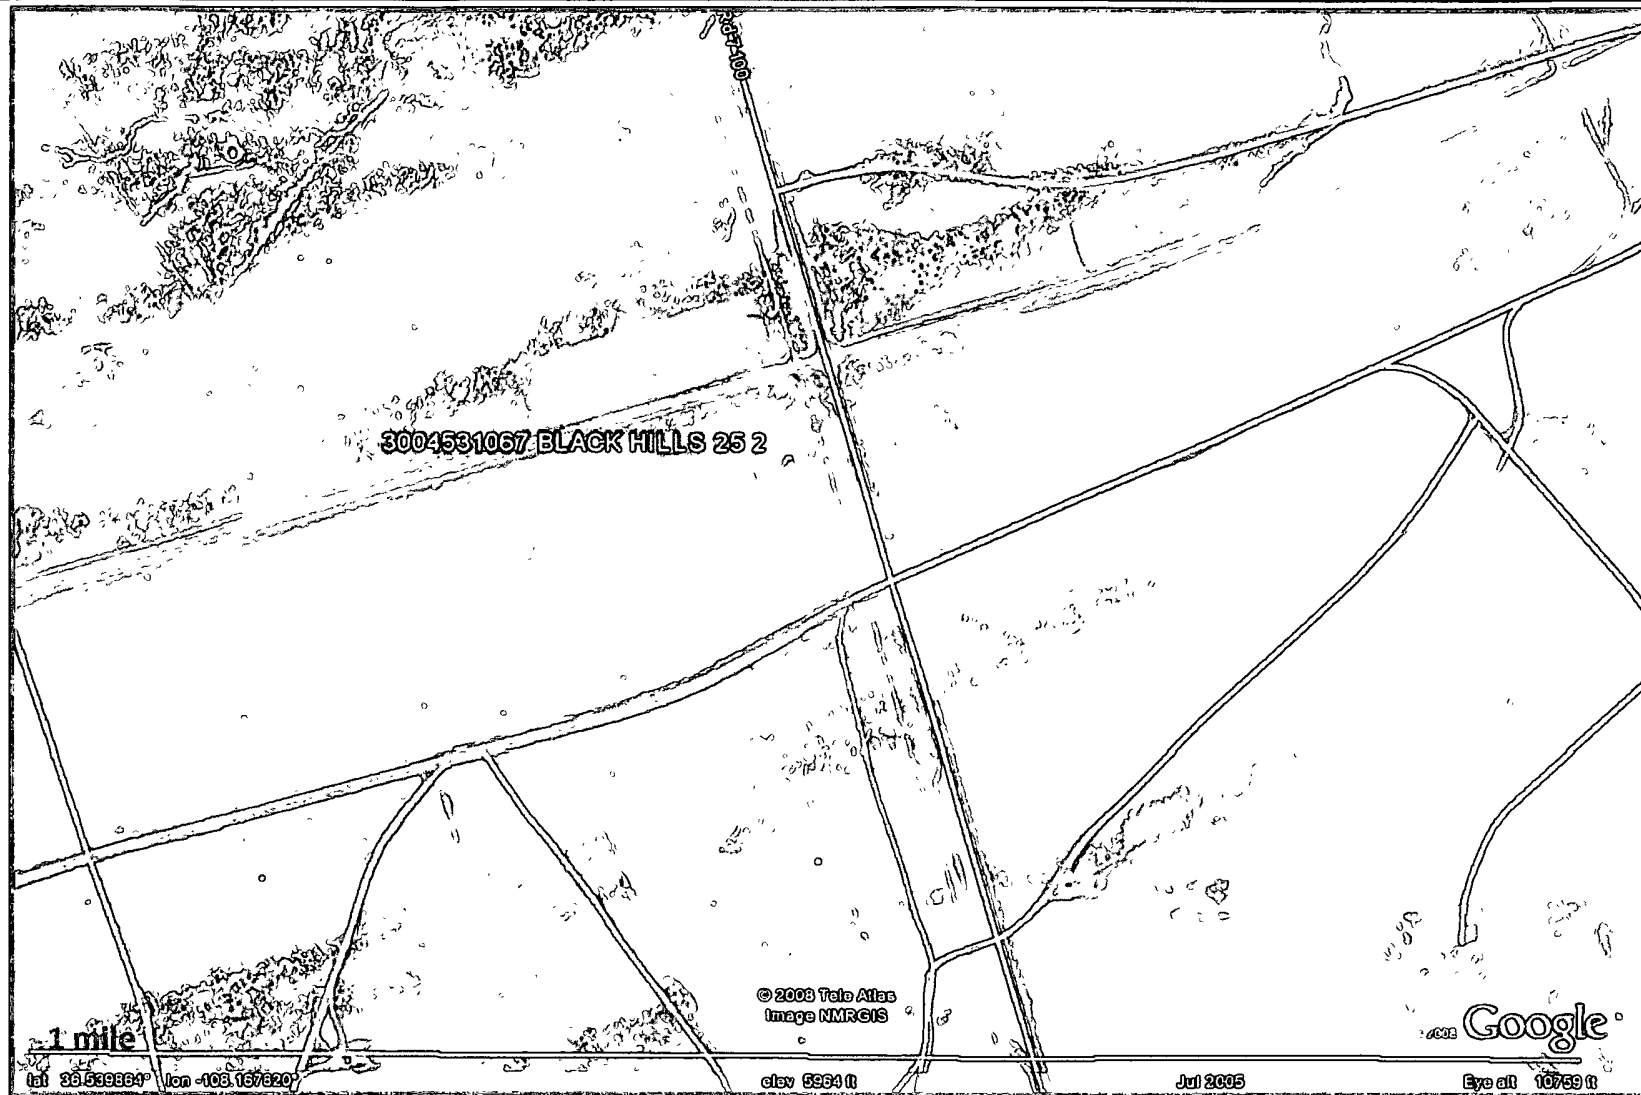 3004531067 BLACK HILLS 25 2
© 2008 Tele Atlas
Image NMRGIS
Google
1 mile
lat 36.539864° lon -108.167820°
elev 5964 ft
Jul 2005
Eye alt 10759 ft